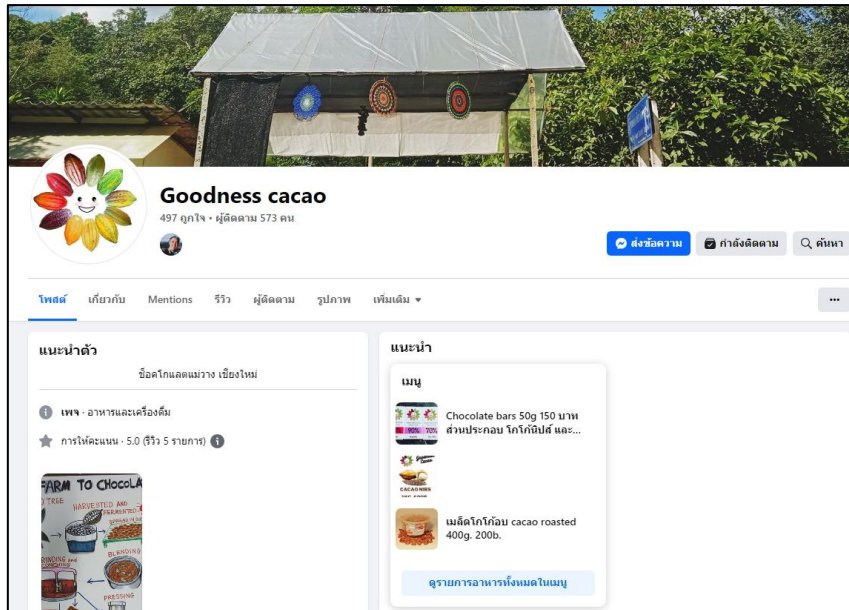 Goodness cacao
497 ถูกใจ • ผู้ติดตาม 573 คน
ส่งข้อความ
กำลังติดตาม
ค้นหา
โพสต์
เกี่ยวกับ
Mentions
รีวิว
ผู้ติดตาม
รูปภาพ
เพิ่มเติม
แนะนำตัว
ช็อคโกแลตแม่วาง เชียงใหม่
เพจ · อาหารและเครื่องดื่ม
การให้คะแนน · 5.0 (รีวิว 5 รายการ)
FARM TO CHOCOLA
TREE
HARVESTED AND
FERMENTED
BLENDING
PRESSING
แนะนำ
เมนู
90% 70%
Chocolate bars 50g 150 บาท
ส่วนประกอบ โกโก้นิปส์ และ...
CACAO NIBS
เมล็ดโกโก้อบ cacao roasted
400g. 200b.
ดูรายการอาหารทั้งหมดในเมนู